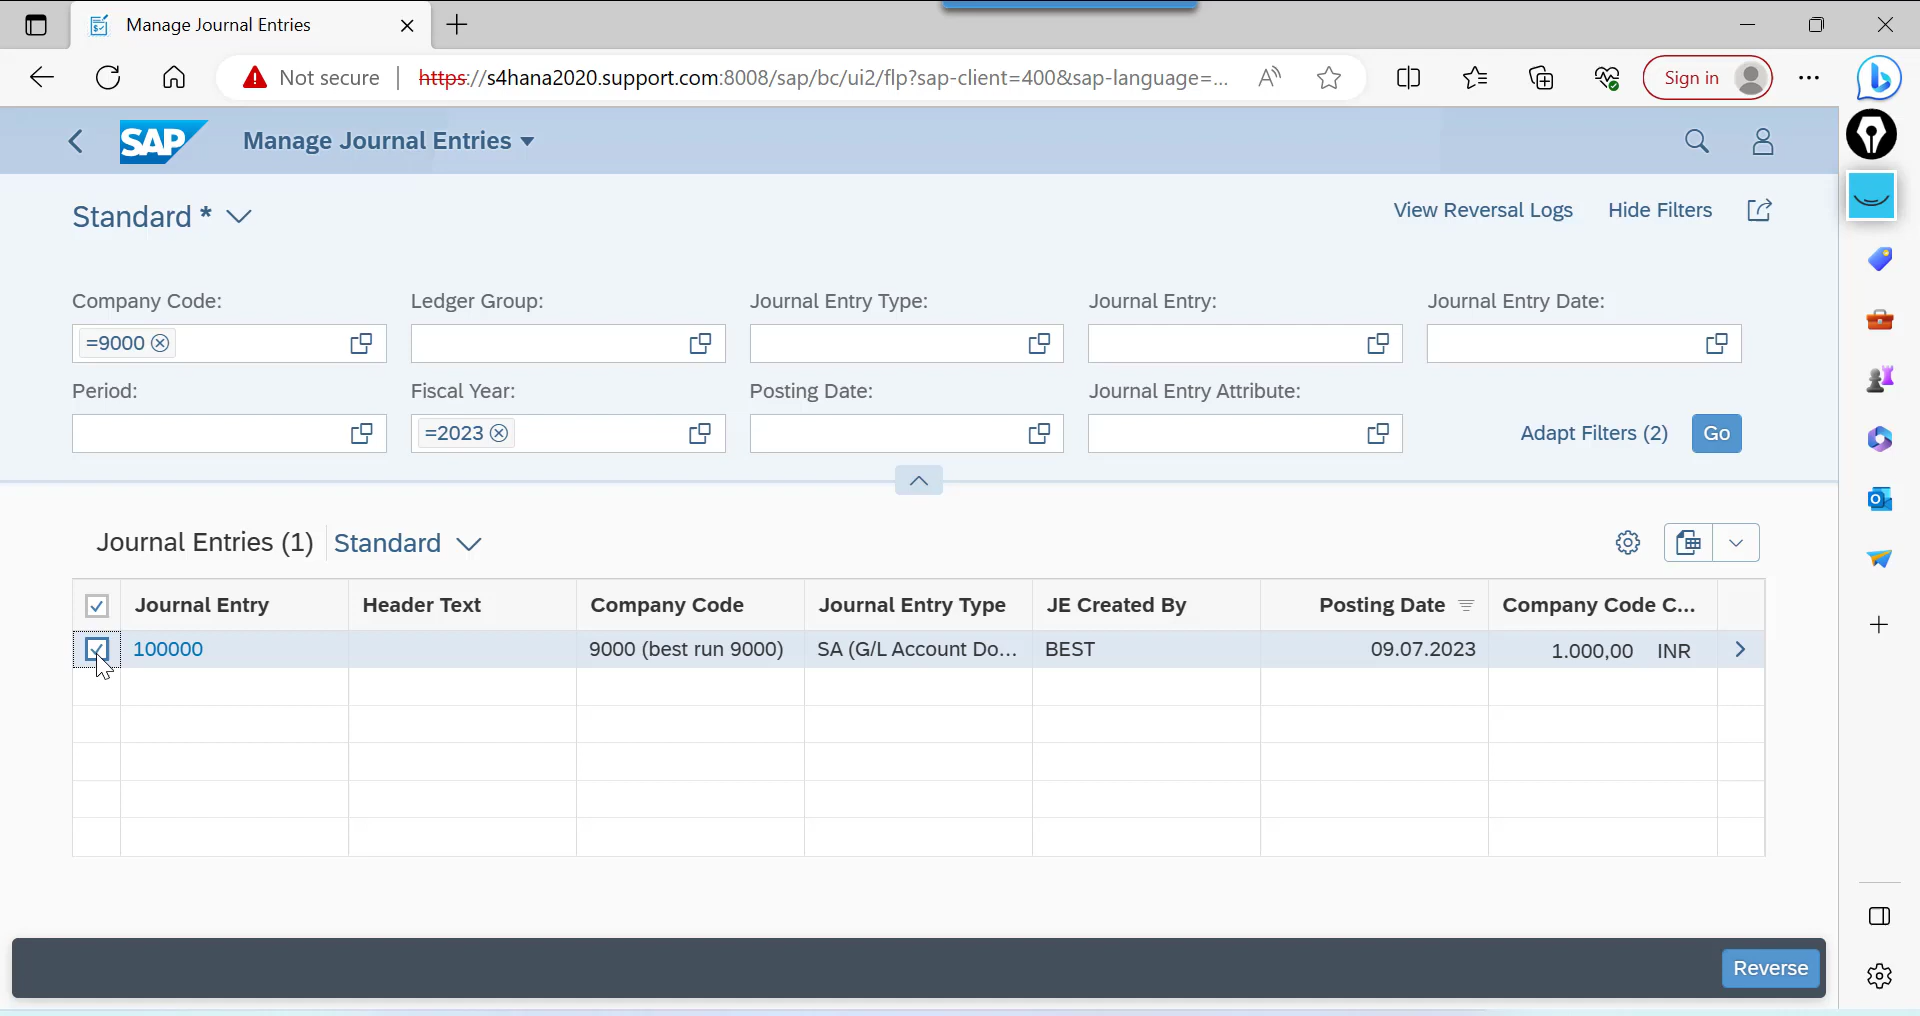 Manage Journal Entries
Not secure | https://s4hana2020.support.com:8008/sap/bc/ui2/flp?sap-client=400&sap-language=...
Sign in
SAP Manage Journal Entries
Standard *
View Reversal Logs Hide Filters
Company Code: Ledger Group: Journal Entry Type: Journal Entry: Journal Entry Date:
=9000
Period: Fiscal Year: Posting Date: Journal Entry Attribute:
=2023 Adapt Filters (2) Go
Journal Entries (1) Standard
Journal Entry Header Text Company Code Journal Entry Type JE Created By Posting Date Company Code C...
100000 9000 (best run 9000) SA (G/L Account Do... BEST 09.07.2023 1.000,00 INR
Reverse